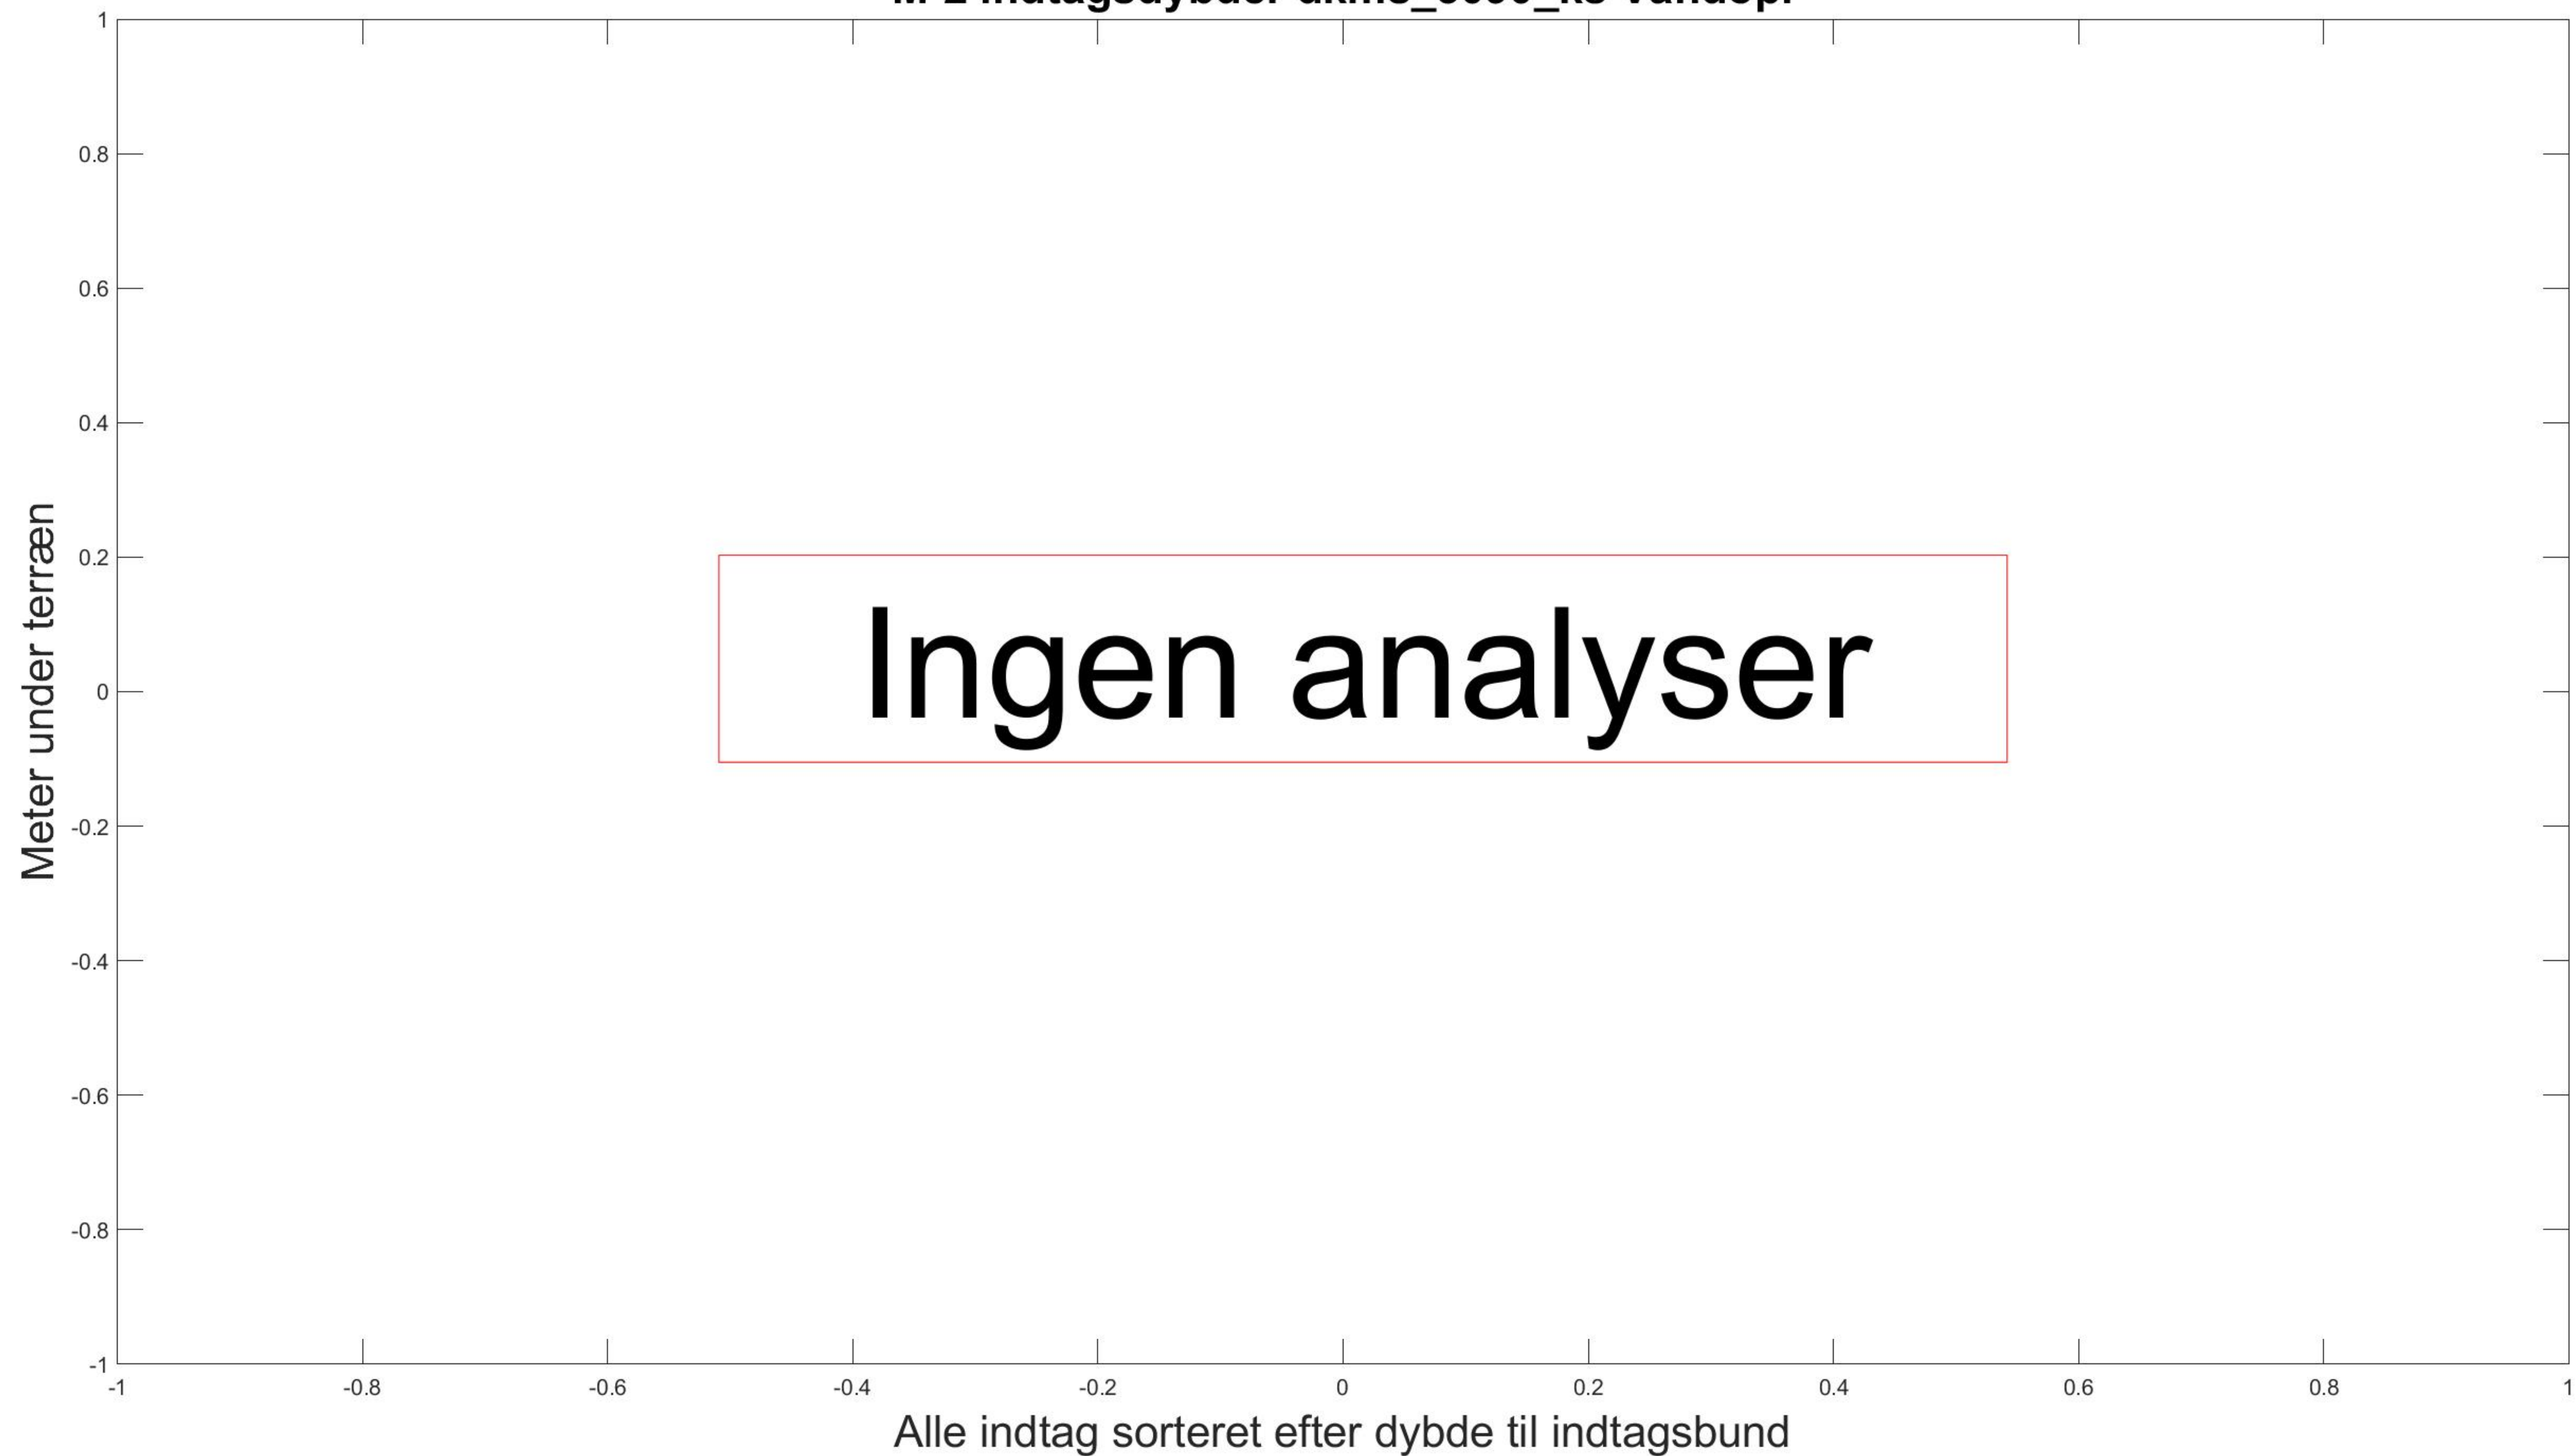 1
0.8
0.6
0.4
0.2
0
-0.2
-0.4
-0.6
-0.8
-1
Meter under terræn
Ingen analyser
-1 -0.8 -0.6 -0.4 -0.2 0 0.2 0.4 0.6 0.8 1
Alle indtag sorteret efter dybde til indtagsbund